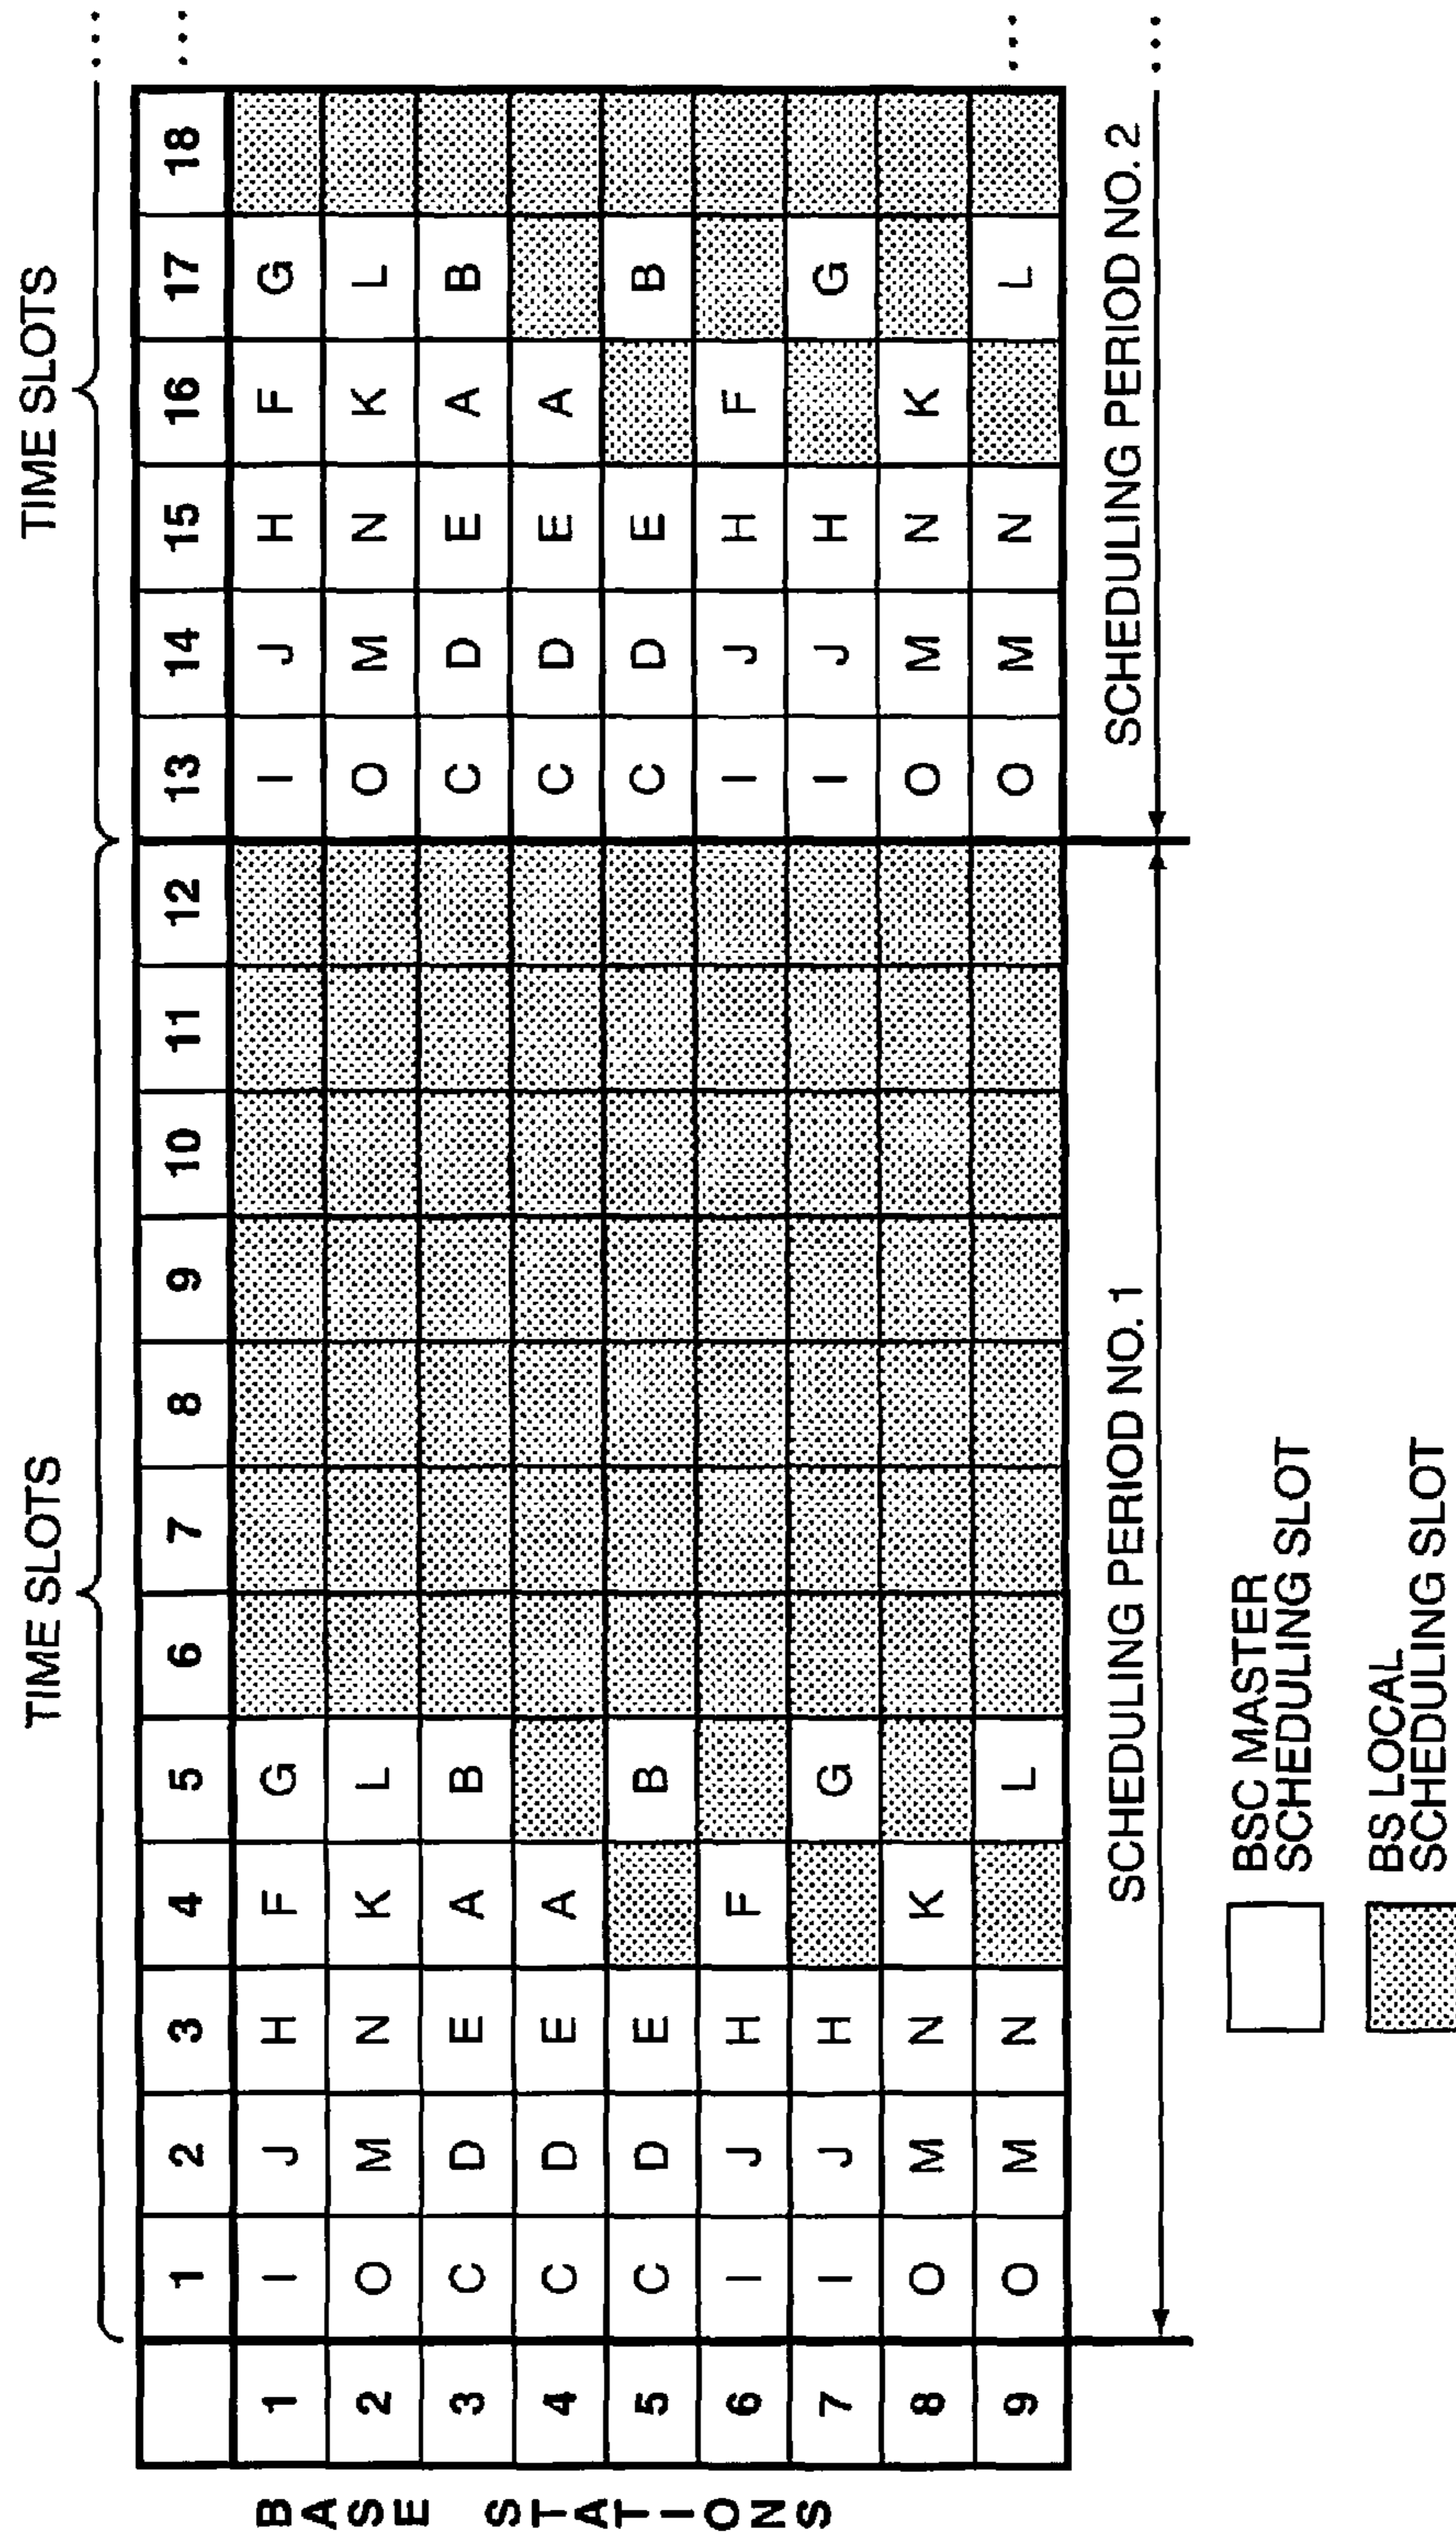 TIME SLOTS TIME SLOTS ...
1 2 3 4 5 6 7 8 9 10 11 12 13 14 15 16 17 18 ...
BASE STATIONS
1 I J H F G I J H F G
2 O M N K L O M N K L
3 C D E A B C D E A B
4 C D E A C D E A
5 C D E B C D E B
6 I J H F I J H F
7 I J H G I J H G
8 O M N K O M N K
9 O M N L O M N L ...
SCHEDULING PERIOD NO. 1 SCHEDULING PERIOD NO. 2 ...
BSC MASTER
SCHEDULING SLOT
BS LOCAL
SCHEDULING SLOT